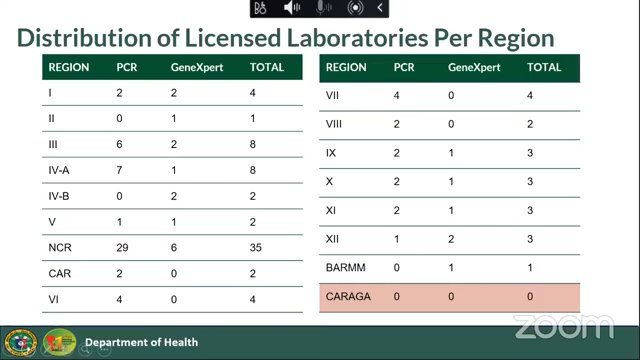 Distribution of Licensed Laboratories Per Region
REGION PCR GeneXpert TOTAL
I 2 2 4
II 0 1 1
III 6 2 8
IV-A 7 1 8
IV-B 0 2 2
V 1 1 2
NCR 29 6 35
CAR 2 0 2
VI 4 0 4
REGION PCR GeneXpert TOTAL
VII 4 0 4
VIII 2 0 2
IX 2 1 3
X 2 1 3
XI 2 1 3
XII 1 2 3
BARMM 0 1 1
CARAGA 0 0 0
zoom
Department of Health